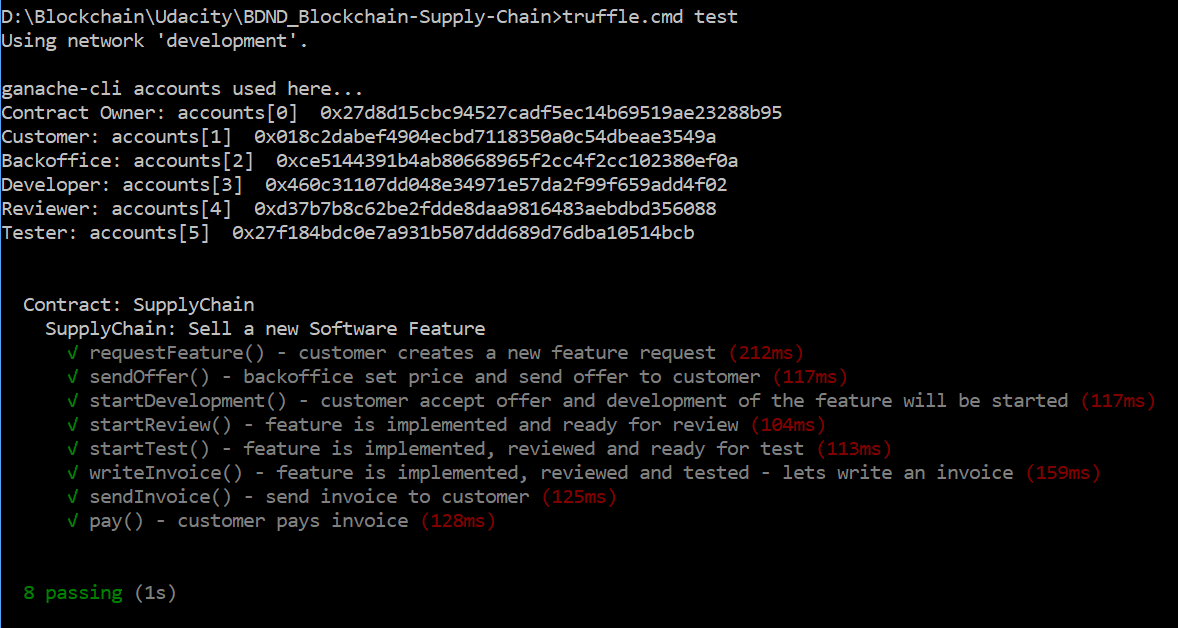 D:\Blockchain\Udacity\BDND_Blockchain-Supply-Chain>truffle.cmd test
Using network 'development'.
ganache-cli accounts used here...
Contract Owner: accounts[0]  0x27d8d15cbc94527cadf5ec14b69519ae23288b95
Customer: accounts[1]  0x018c2dabef4904ecbd7118350a0c54dbeae3549a
Backoffice: accounts[2]  0xce5144391b4ab80668965f2cc4f2cc102380ef0a
Developer: accounts[3]  0x460c31107dd048e34971e57da2f99f659add4f02
Reviewer: accounts[4]  0xd37b7b8c62be2fdde8daa9816483aebdbd356088
Tester: accounts[5]  0x27f184bdc0e7a931b507ddd689d76dba10514bcb
Contract: SupplyChain
SupplyChain: Sell a new Software Feature
√ requestFeature() - customer creates a new feature request (212ms)
√ sendOffer() - backoffice set price and send offer to customer (117ms)
√ startDevelopment() - customer accept offer and development of the feature will be started (117ms)
√ startReview() - feature is implemented and ready for review (104ms)
√ startTest() - feature is implemented, reviewed and ready for test (113ms)
√ writeInvoice() - feature is implemented, reviewed and tested - lets write an invoice (159ms)
√ sendInvoice() - send invoice to customer (125ms)
√ pay() - customer pays invoice (128ms)
8 passing (1s)